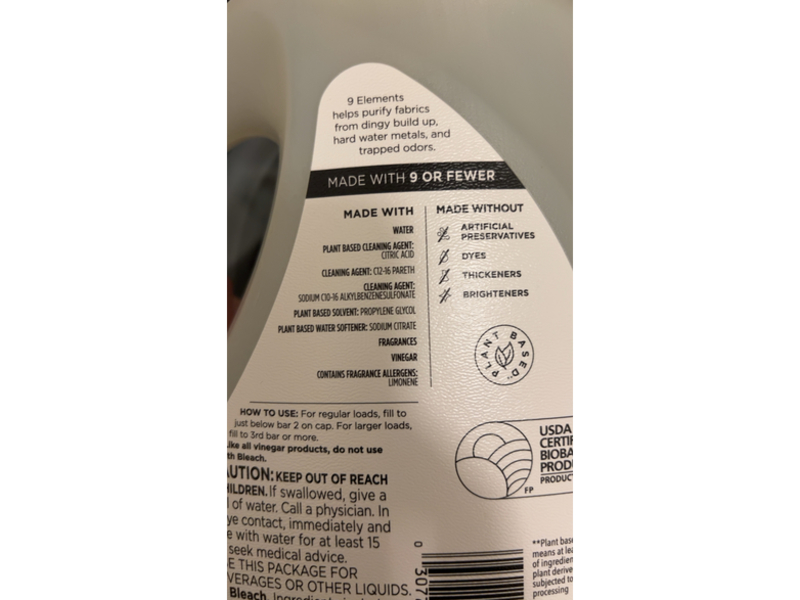 9 Elements
helps purify fabrics
from dingy build up,
hard water metals, and
trapped odors.
MADE WITH 9 OR FEWER
MADE WITH
WATER
PLANT BASED CLEANING AGENT:
CITRIC ACID
CLEANING AGENT: C12-16 PARETH
CLEANING AGENT:
SODIUM C10-16 ALKYLBENZENESULFONATE
PLANT BASED SOLVENT: PROPYLENE GLYCOL
PLANT BASED WATER SOFTENER: SODIUM CITRATE
FRAGRANCES
VINEGAR
CONTAINS FRAGRANCE ALLERGENS:
LIMONENE
MADE WITHOUT
ARTIFICIAL
PRESERVATIVES
DYES
THICKENERS
BRIGHTENERS
PLANT BASED
HOW TO USE: For regular loads, fill to
just below bar 2 on cap. For larger loads,
fill to 3rd bar or more.
Like all vinegar products, do not use
th Bleach.
AUTION: KEEP OUT OF REACH
HILDREN. If swallowed, give a
of water. Call a physician. In
ye contact, immediately and
e with water for at least 15
seek medical advice.
E THIS PACKAGE FOR
VERAGES OR OTHER LIQUIDS.
Bleach.
USDA
CERTIF
BIOBA
PRODU
PRODUCT
FP
0 307
**Plant base
means at lea
of ingredien
plant derive
subjected to
processing